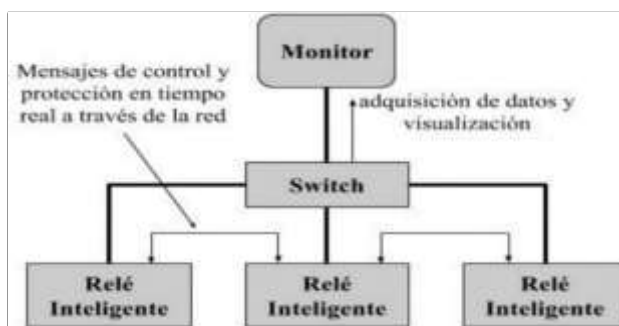 Monitor
Mensajes de control y
protección en tiempo
real a través de la red
adquisición de datos y
visualización
Switch
Relé
Inteligente
Relé
Inteligente
Relé
Inteligente